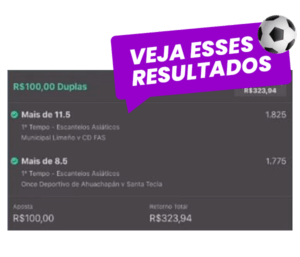 VEJA ESSES
RESULTADOS
R$100,00 Duplas
R$323,94
Mais de 11.5
1.825
1º Tempo - Escanteios Asiáticos
Municipal Limeño v CD FAS
Mais de 8.5
1.775
1º Tempo - Escanteios Asiáticos
Once Deportivo de Ahuachapán v Santa Tecla
Aposta
Retorno Total
R$100,00
R$323,94